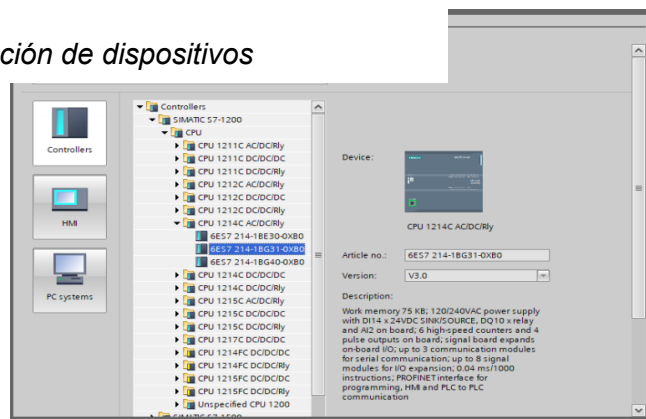 ción de dispositivos
Controllers
HMI
PC systems
Controllers
SIMATIC S7-1200
CPU
CPU 1211C AC/DC/Rly
CPU 1211C DC/DC/DC
CPU 1211C DC/DC/Rly
CPU 1212C AC/DC/Rly
CPU 1212C DC/DC/DC
CPU 1212C DC/DC/Rly
CPU 1214C AC/DC/Rly
6ES7 214-1BE30-0XB0
6ES7 214-1BG31-0XB0
6ES7 214-1BG40-0XB0
CPU 1214C DC/DC/DC
CPU 1214C DC/DC/Rly
CPU 1215C AC/DC/Rly
CPU 1215C DC/DC/DC
CPU 1215C DC/DC/Rly
CPU 1217C DC/DC/DC
CPU 1214FC DC/DC/DC
CPU 1214FC DC/DC/Rly
CPU 1215FC DC/DC/DC
CPU 1215FC DC/DC/Rly
Unspecified CPU 1200
SIMATIC S7-1500
Device:
CPU 1214C AC/DC/Rly
Article no.: 6ES7 214-1BG31-0XB0
Version: V3.0
Description:
Work memory 75 KB; 120/240VAC power supply
with DI14 x 24VDC SINK/SOURCE, DQ10 x relay
and AI2 on board; 6 high-speed counters and 4
pulse outputs on board; signal board expands
on-board I/O; up to 3 communication modules
for serial communication; up to 8 signal
modules for I/O expansion; 0.04 ms/1000
instructions; PROFINET interface for
programming, HMI and PLC to PLC
communication